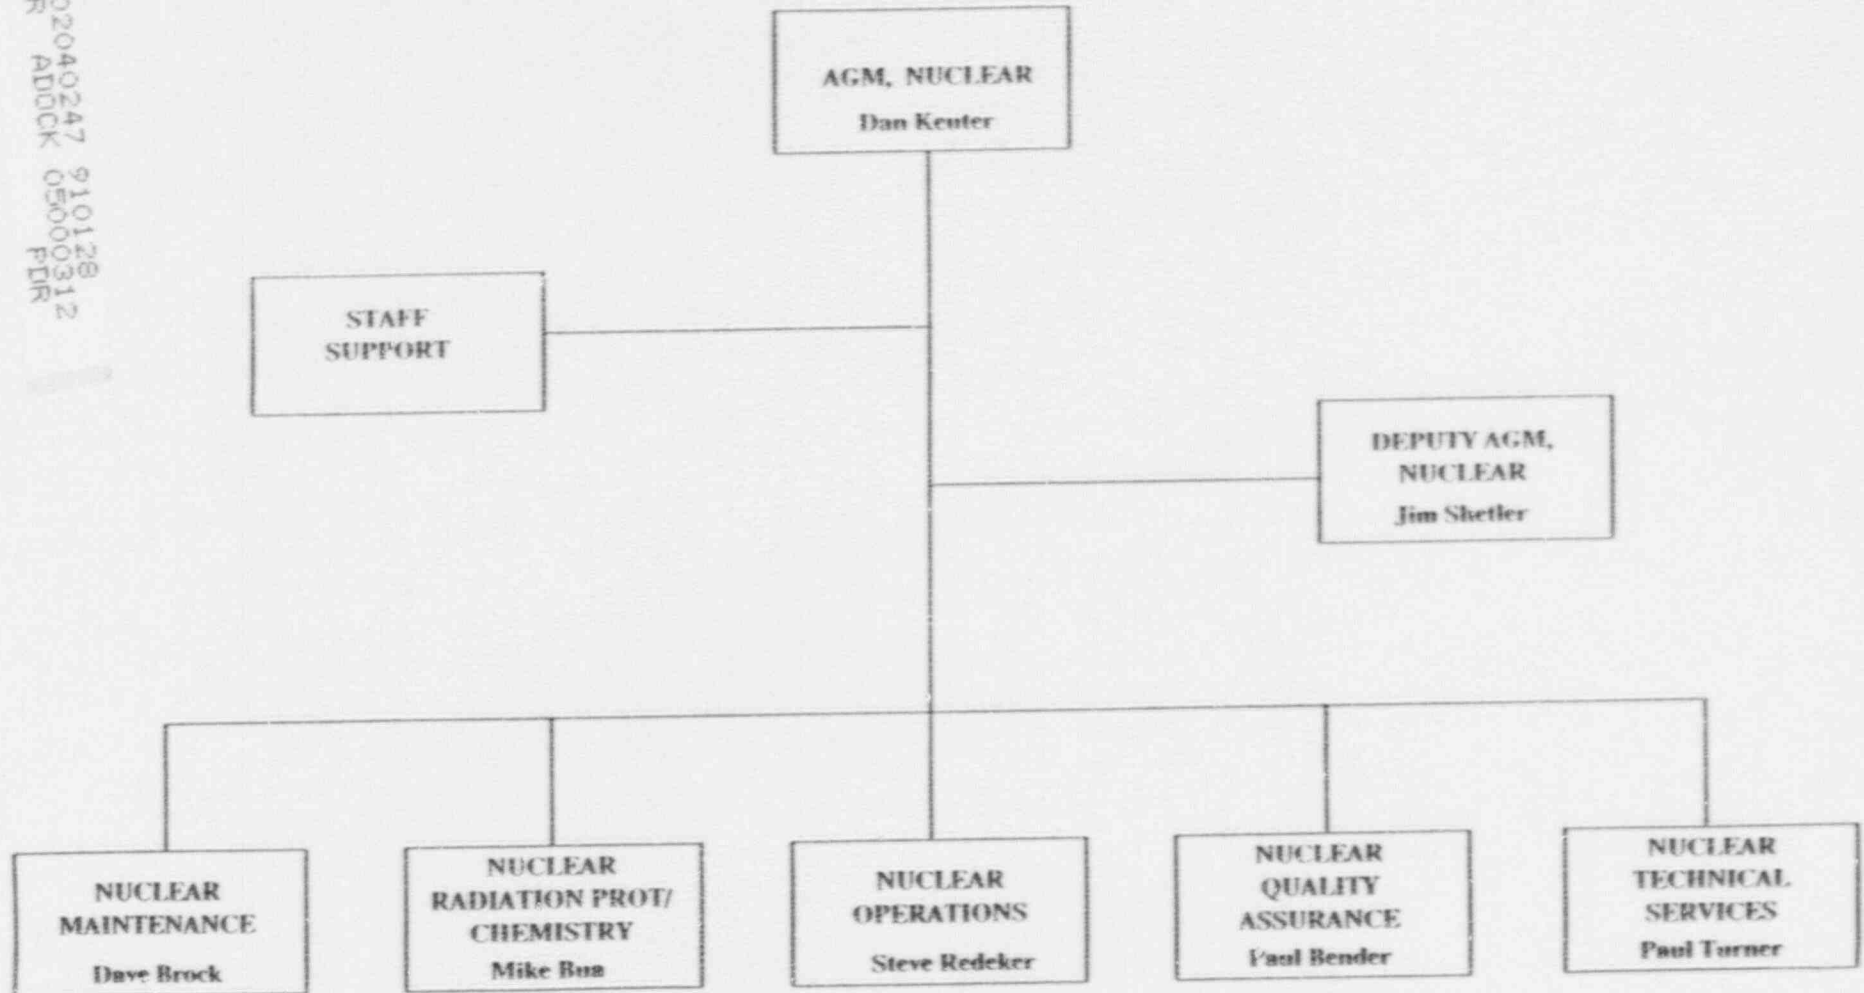 02040247 910128
ADOCK 05000312
PDR
AGM, NUCLEAR
Dan Keuter
STAFF
SUPPORT
DEPUTY AGM,
NUCLEAR
Jim Shetler
NUCLEAR
MAINTENANCE
Dave Brock
NUCLEAR
RADIATION PROT/
CHEMISTRY
Mike Bua
NUCLEAR
OPERATIONS
Steve Redeker
NUCLEAR
QUALITY
ASSURANCE
Paul Bender
NUCLEAR
TECHNICAL
SERVICES
Paul Turner